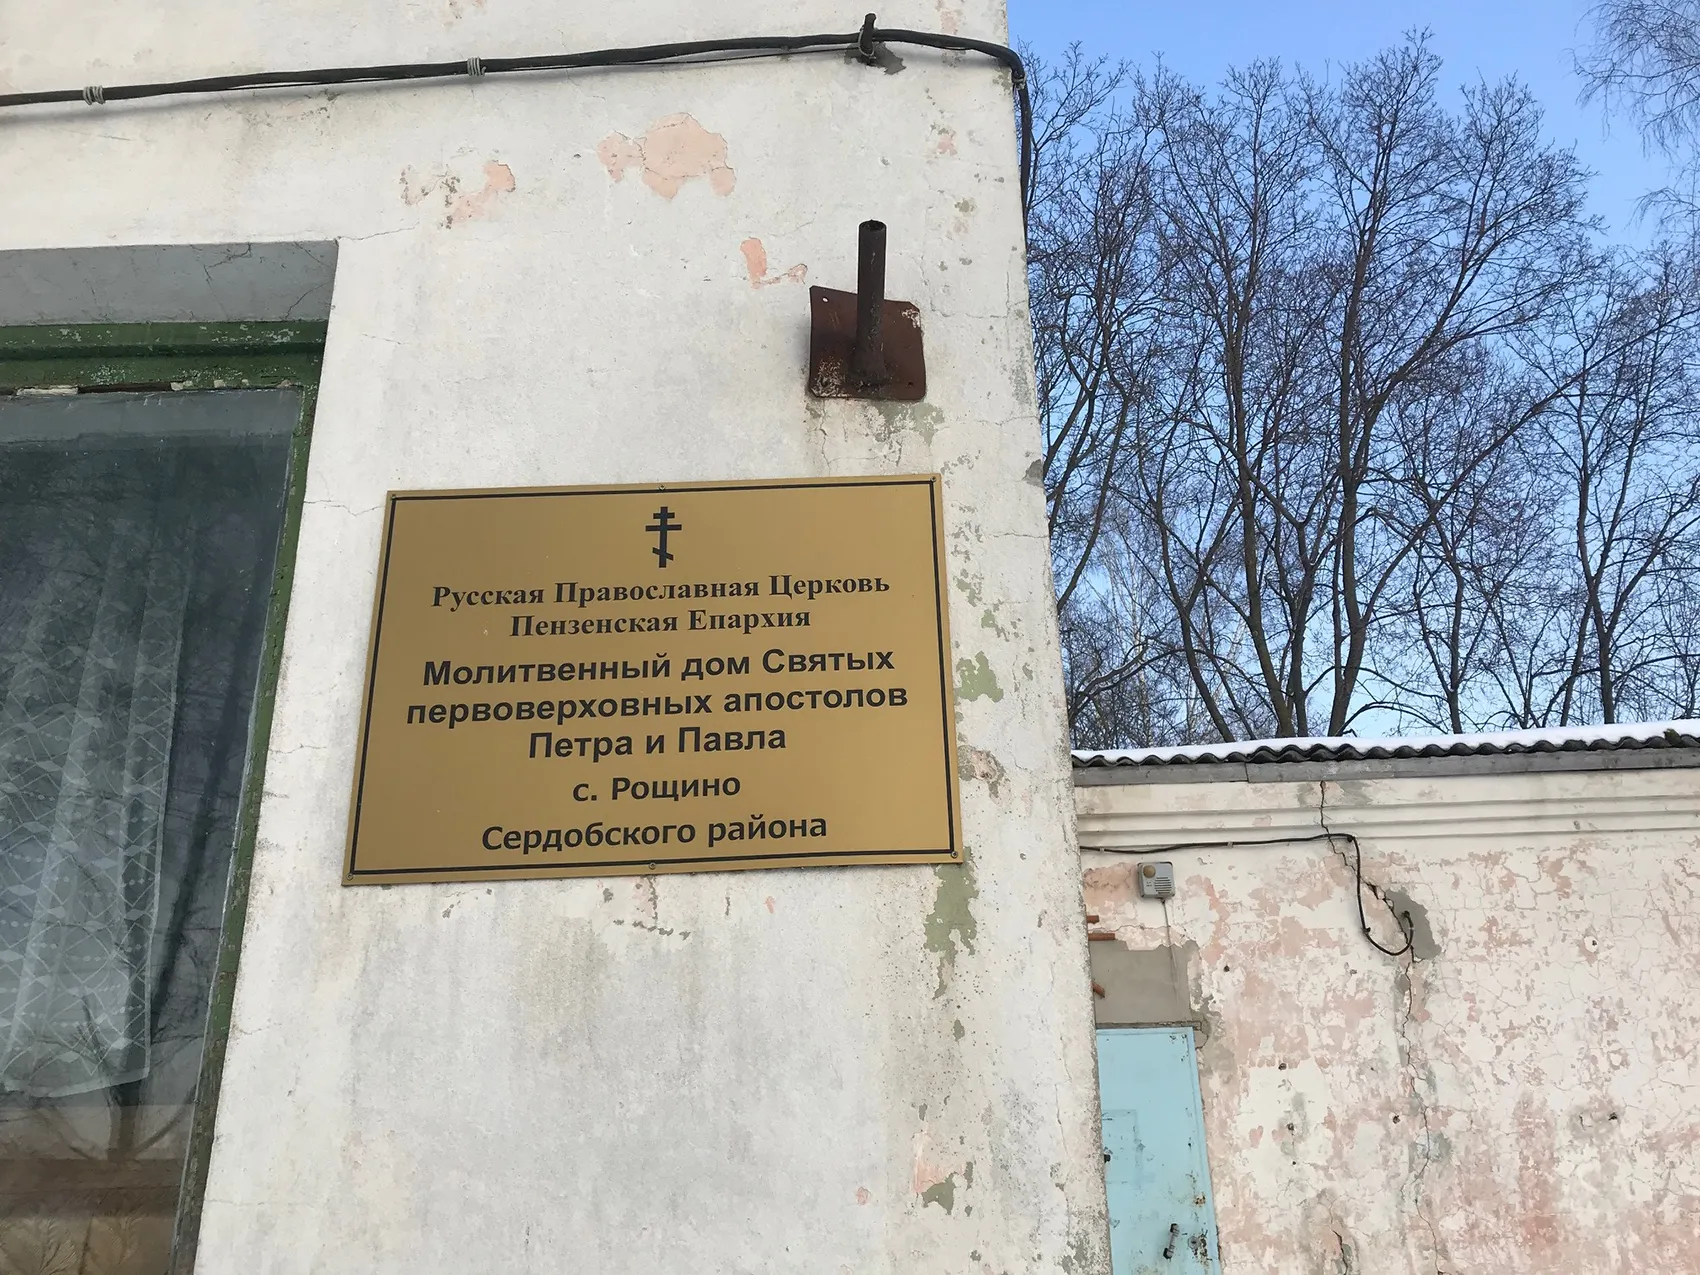 Русская Православная Церковь
Пензенская Епархия
Молитвенный дом Святых
первоверховных апостолов
Петра и Павла
с. Рощино
Сердобского района